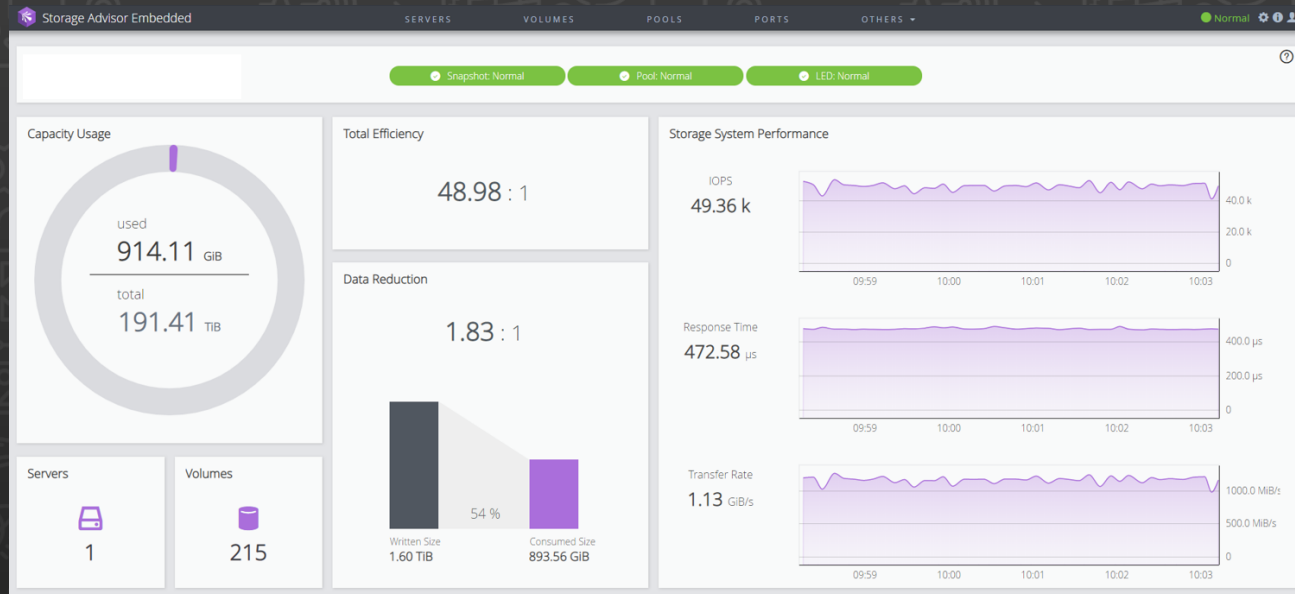 Storage Advisor Embedded
SERVERS
VOLUMES
POOLS
PORTS
OTHERS
Normal
Snapshot: Normal
Pool: Normal
LED: Normal
Capacity Usage
used
914.11 GiB
total
191.41 TiB
Servers
1
Volumes
215
Total Efficiency
48.98 : 1
Data Reduction
1.83 : 1
54 %
Written Size
1.60 TiB
Consumed Size
893.56 GiB
Storage System Performance
IOPS
49.36 k
40.0 k
20.0 k
0
09:59 10:00 10:01 10:02 10:03
Response Time
472.58 µs
400.0 µs
200.0 µs
0
09:59 10:00 10:01 10:02 10:03
Transfer Rate
1.13 GiB/s
1000.0 MiB/s
500.0 MiB/s
0
09:59 10:00 10:01 10:02 10:03